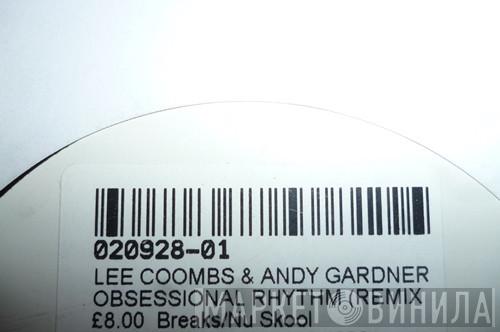 020928-01
LEE COOMBS & ANDY GARDNER
OBSESSIONAL RHYTHM (REMIX
£8.00 Breaks/Nu Skool
МИР ВИНИЛА